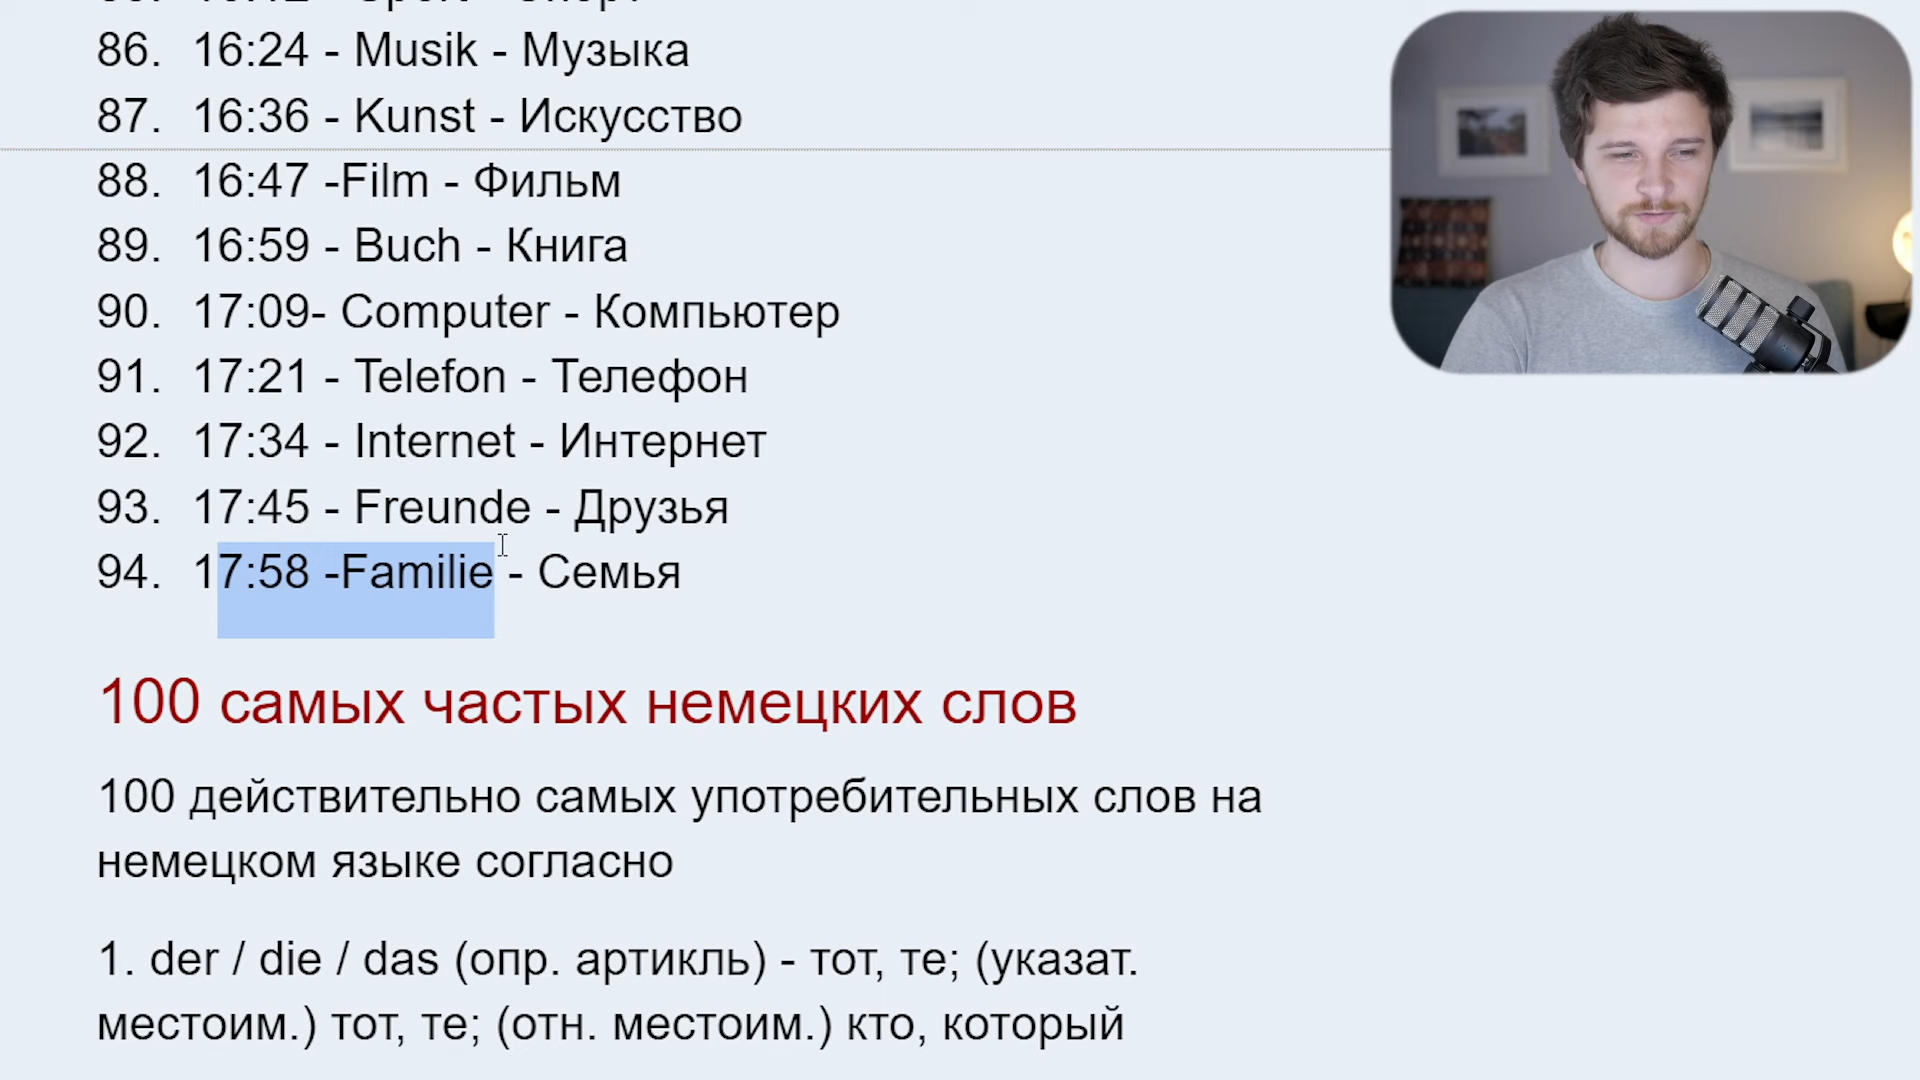 86. 16:24 - Musik - Музыка
87. 16:36 - Kunst - Искусство
88. 16:47 -Film - Фильм
89. 16:59 - Buch - Книга
90. 17:09- Computer - Компьютер
91. 17:21 - Telefon - Телефон
92. 17:34 - Internet - Интернет
93. 17:45 - Freunde - Друзья
94. 17:58 -Familie - Семья
100 самых частых немецких слов
100 действительно самых употребительных слов на
немецком языке согласно
1. der / die / das (опр. артикль) - тот, те; (указат.
местоим.) тот, те; (отн. местоим.) кто, который